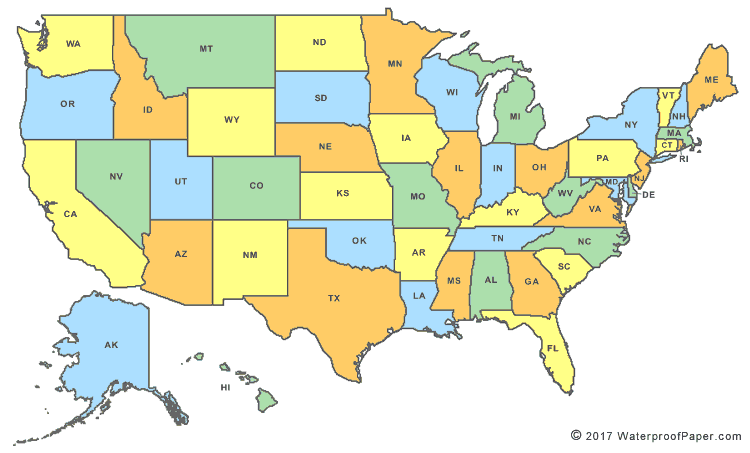 WA
MT
ND
MN
ME
VT
NH
OR
ID
SD
WI
MI
NY
MA
CT
RI
WY
IA
NE
PA
NJ
NV
UT
CO
IL
IN
OH
MD
DE
WV
VA
CA
KS
MO
KY
NC
AZ
NM
OK
AR
TN
SC
TX
LA
MS
AL
GA
FL
AK
HI
© 2017 WaterproofPaper.com